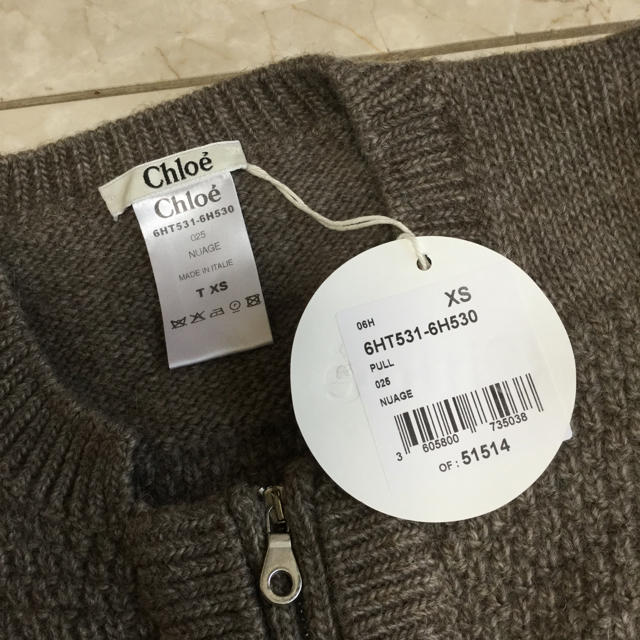 Chloé
Chloé
6HT531-6H530
025
NUAGE
MADE IN ITALIE
T XS
06H
XS
6HT531-6H530
PULL
025
NUAGE
3 605800 735038
OF : 51514